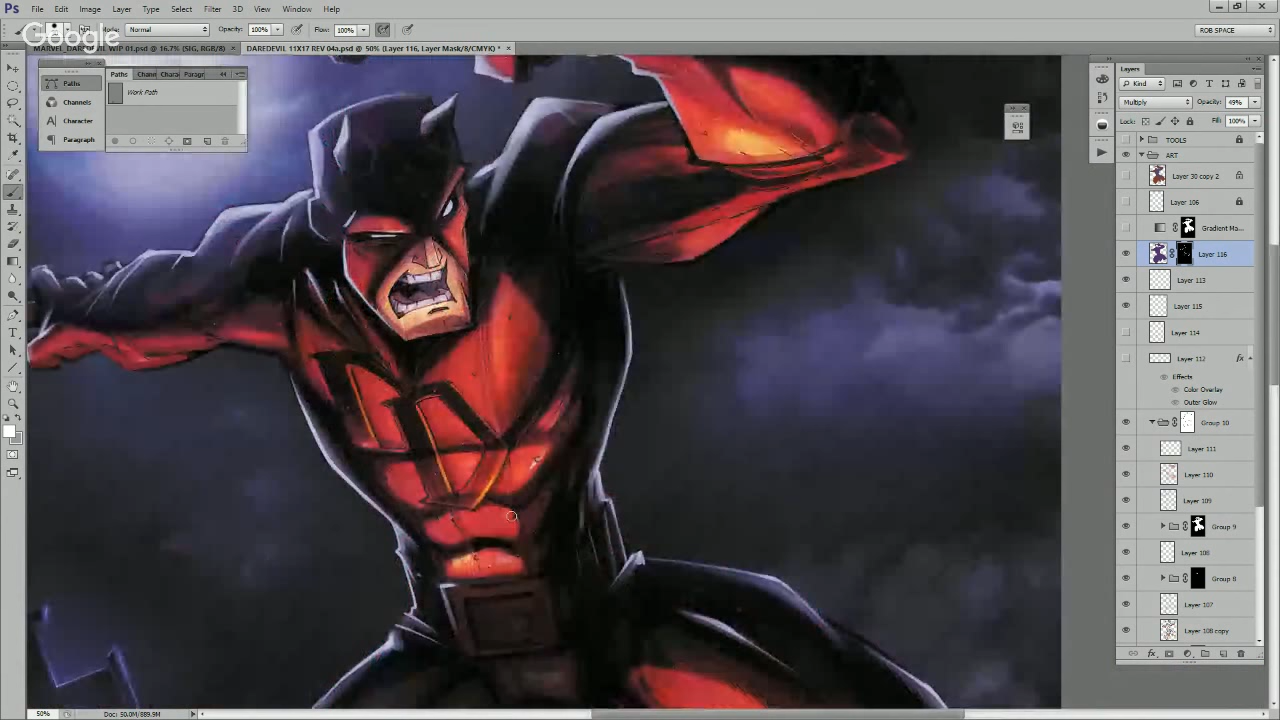 Ps File Edit Image Layer Type Select Filter 3D View Window Help
Google
Mode: Normal Opacity: 100% Flow: 100% ROB SPACE
MARVEL_DAREDEVIL WIP 01.psd @ 16.7% (SIG, RGB/8) × DAREDEVIL 11X17 REV 04a.psd @ 50% (Layer 116, Layer Mask/8/CMYK) * ×
Paths
Channels
Character
Paragraph
Paths Chann Chara Paragr
Work Path
Layers
Kind
Multiply Opacity: 49%
Lock: Fill: 100%
TOOLS
ART
Layer 30 copy 2
Layer 106
Gradient Ma...
Layer 116
Layer 113
Layer 115
Layer 114
Layer 112 fx
Effects
Color Overlay
Outer Glow
Group 10
Layer 111
Layer 110
Layer 109
Group 9
Layer 108
Group 8
Layer 107
Layer 108 copy
fx
50% Doc: 50.0M/889.9M